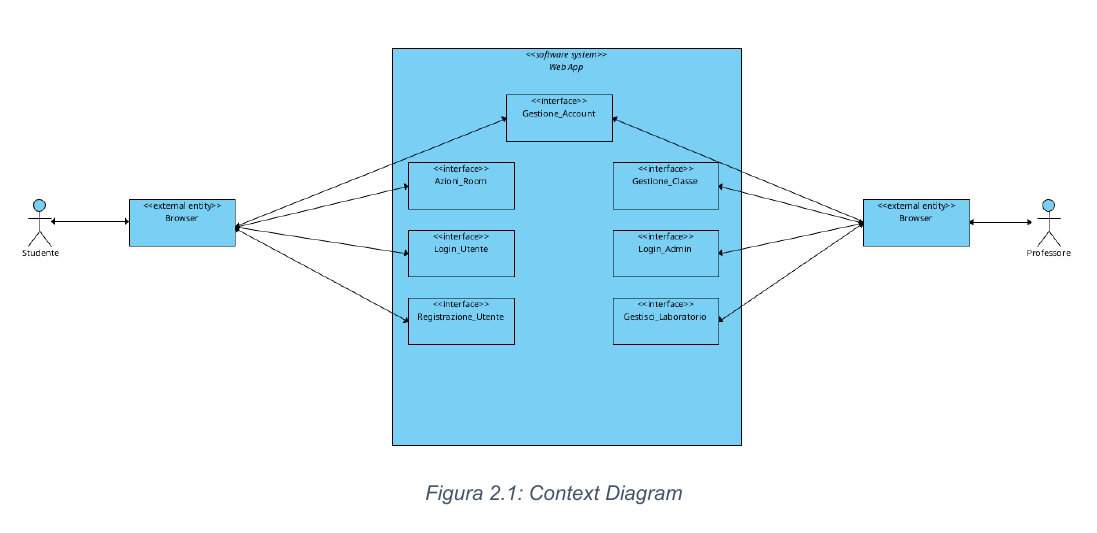 <<software system>>
Web App
<<interface>>
Gestione_Account
<<interface>>
Azioni_Room
<<interface>>
Gestione_Classe
<<external entity>>
Browser
<<external entity>>
Browser
Studente
Professore
<<interface>>
Login_Utente
<<interface>>
Login_Admin
<<interface>>
Registrazione_Utente
<<interface>>
Gestisci_Laboratorio
Figura 2.1: Context Diagram